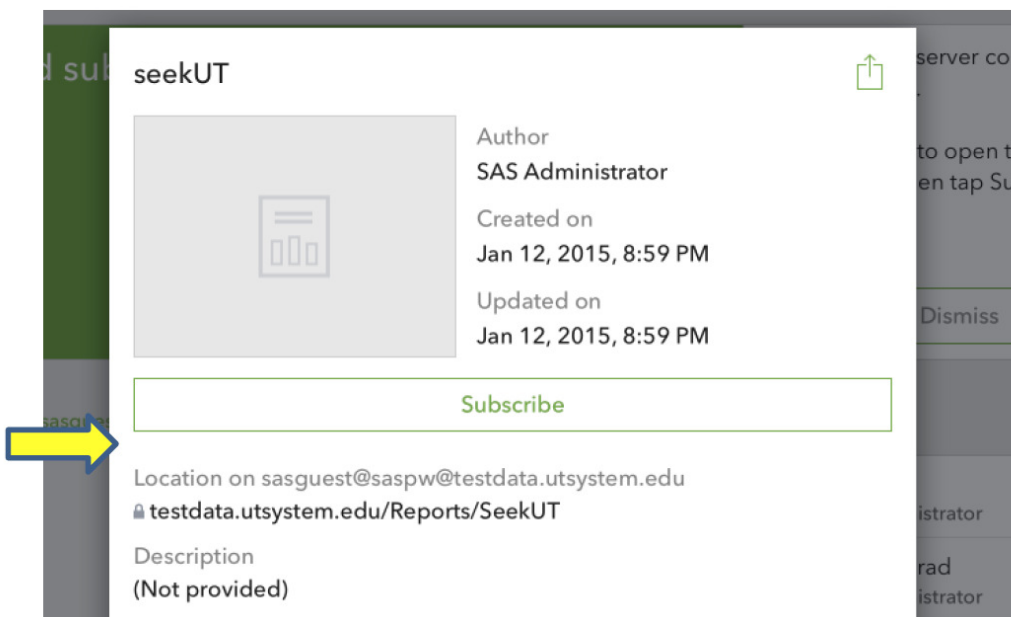 d sub
seekUT
server co
Author
SAS Administrator
to open t
en tap Su
Created on
Jan 12, 2015, 8:59 PM
Updated on
Jan 12, 2015, 8:59 PM
Dismiss
Subscribe
sasgues
Location on sasguest@saspw@testdata.utsystem.edu
testdata.utsystem.edu/Reports/SeekUT
istrator
Description
(Not provided)
rad
istrator